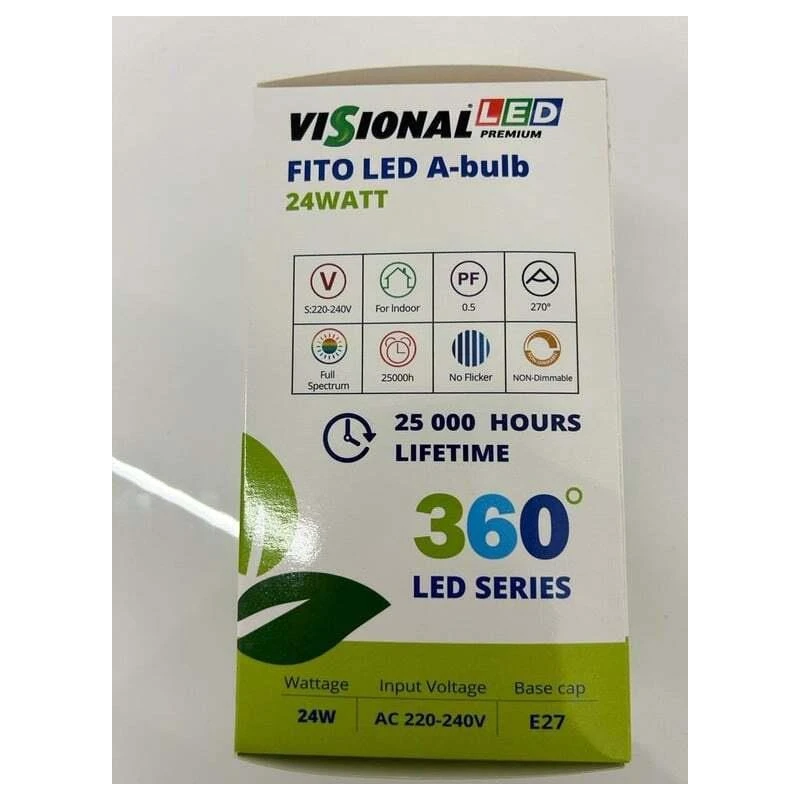 VISIONAL® LED
PREMIUM
FITO LED A-bulb
24WATT
V PF
S:220-240V For Indoor 0.5 270°
Full Spectrum 25000h No Flicker NON-Dimmable
25 000 HOURS
LIFETIME
360°
LED SERIES
Wattage Input Voltage Base cap
24W AC 220-240V E27